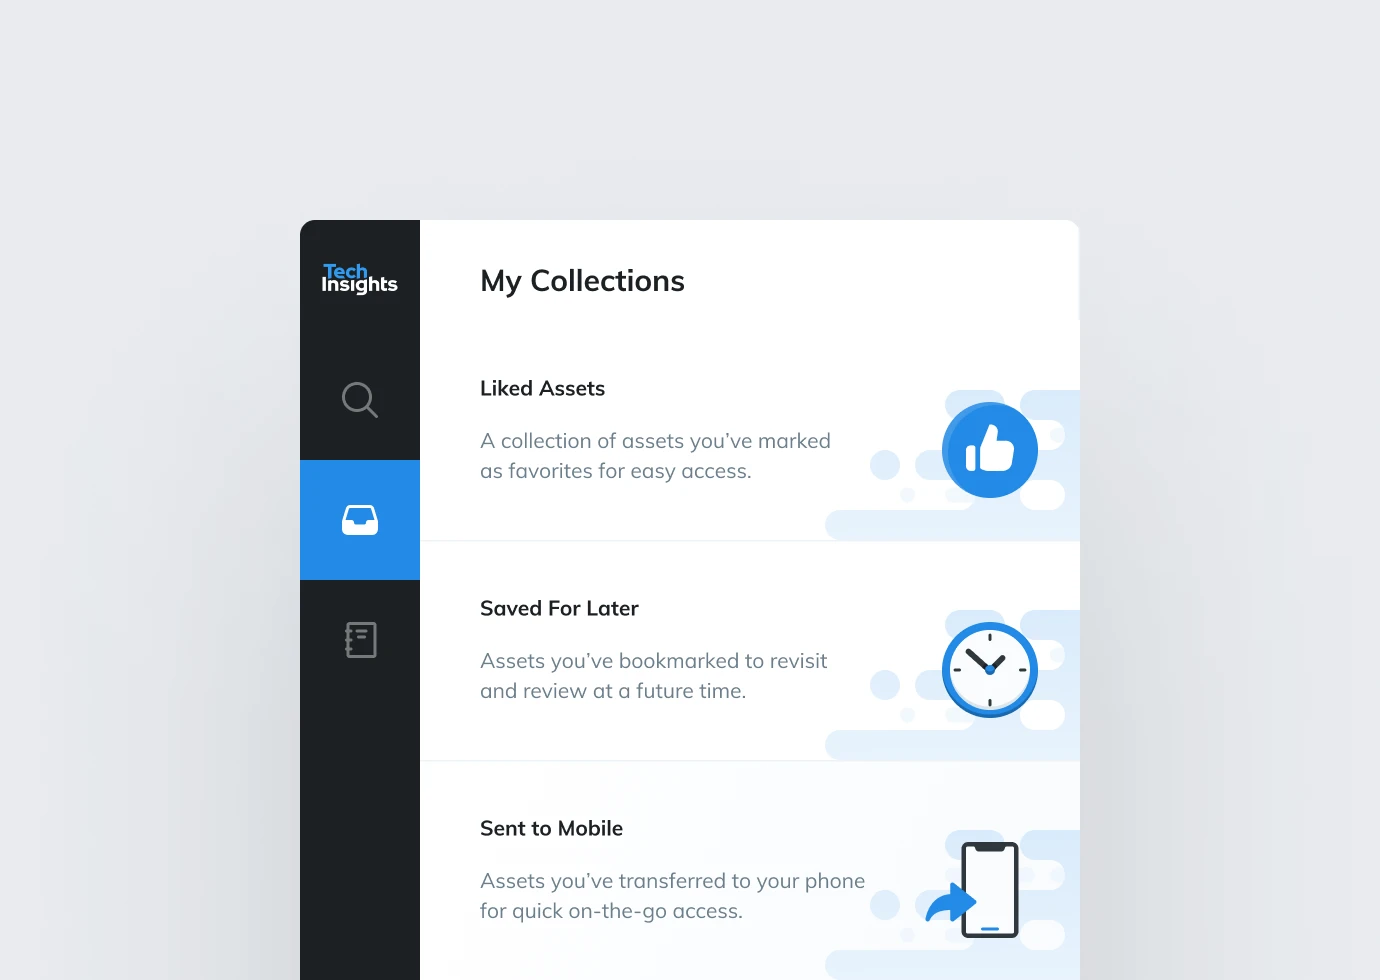 Tech
Insights
My Collections
Liked Assets
A collection of assets you’ve marked
as favorites for easy access.
Saved For Later
Assets you’ve bookmarked to revisit
and review at a future time.
Sent to Mobile
Assets you’ve transferred to your phone
for quick on-the-go access.